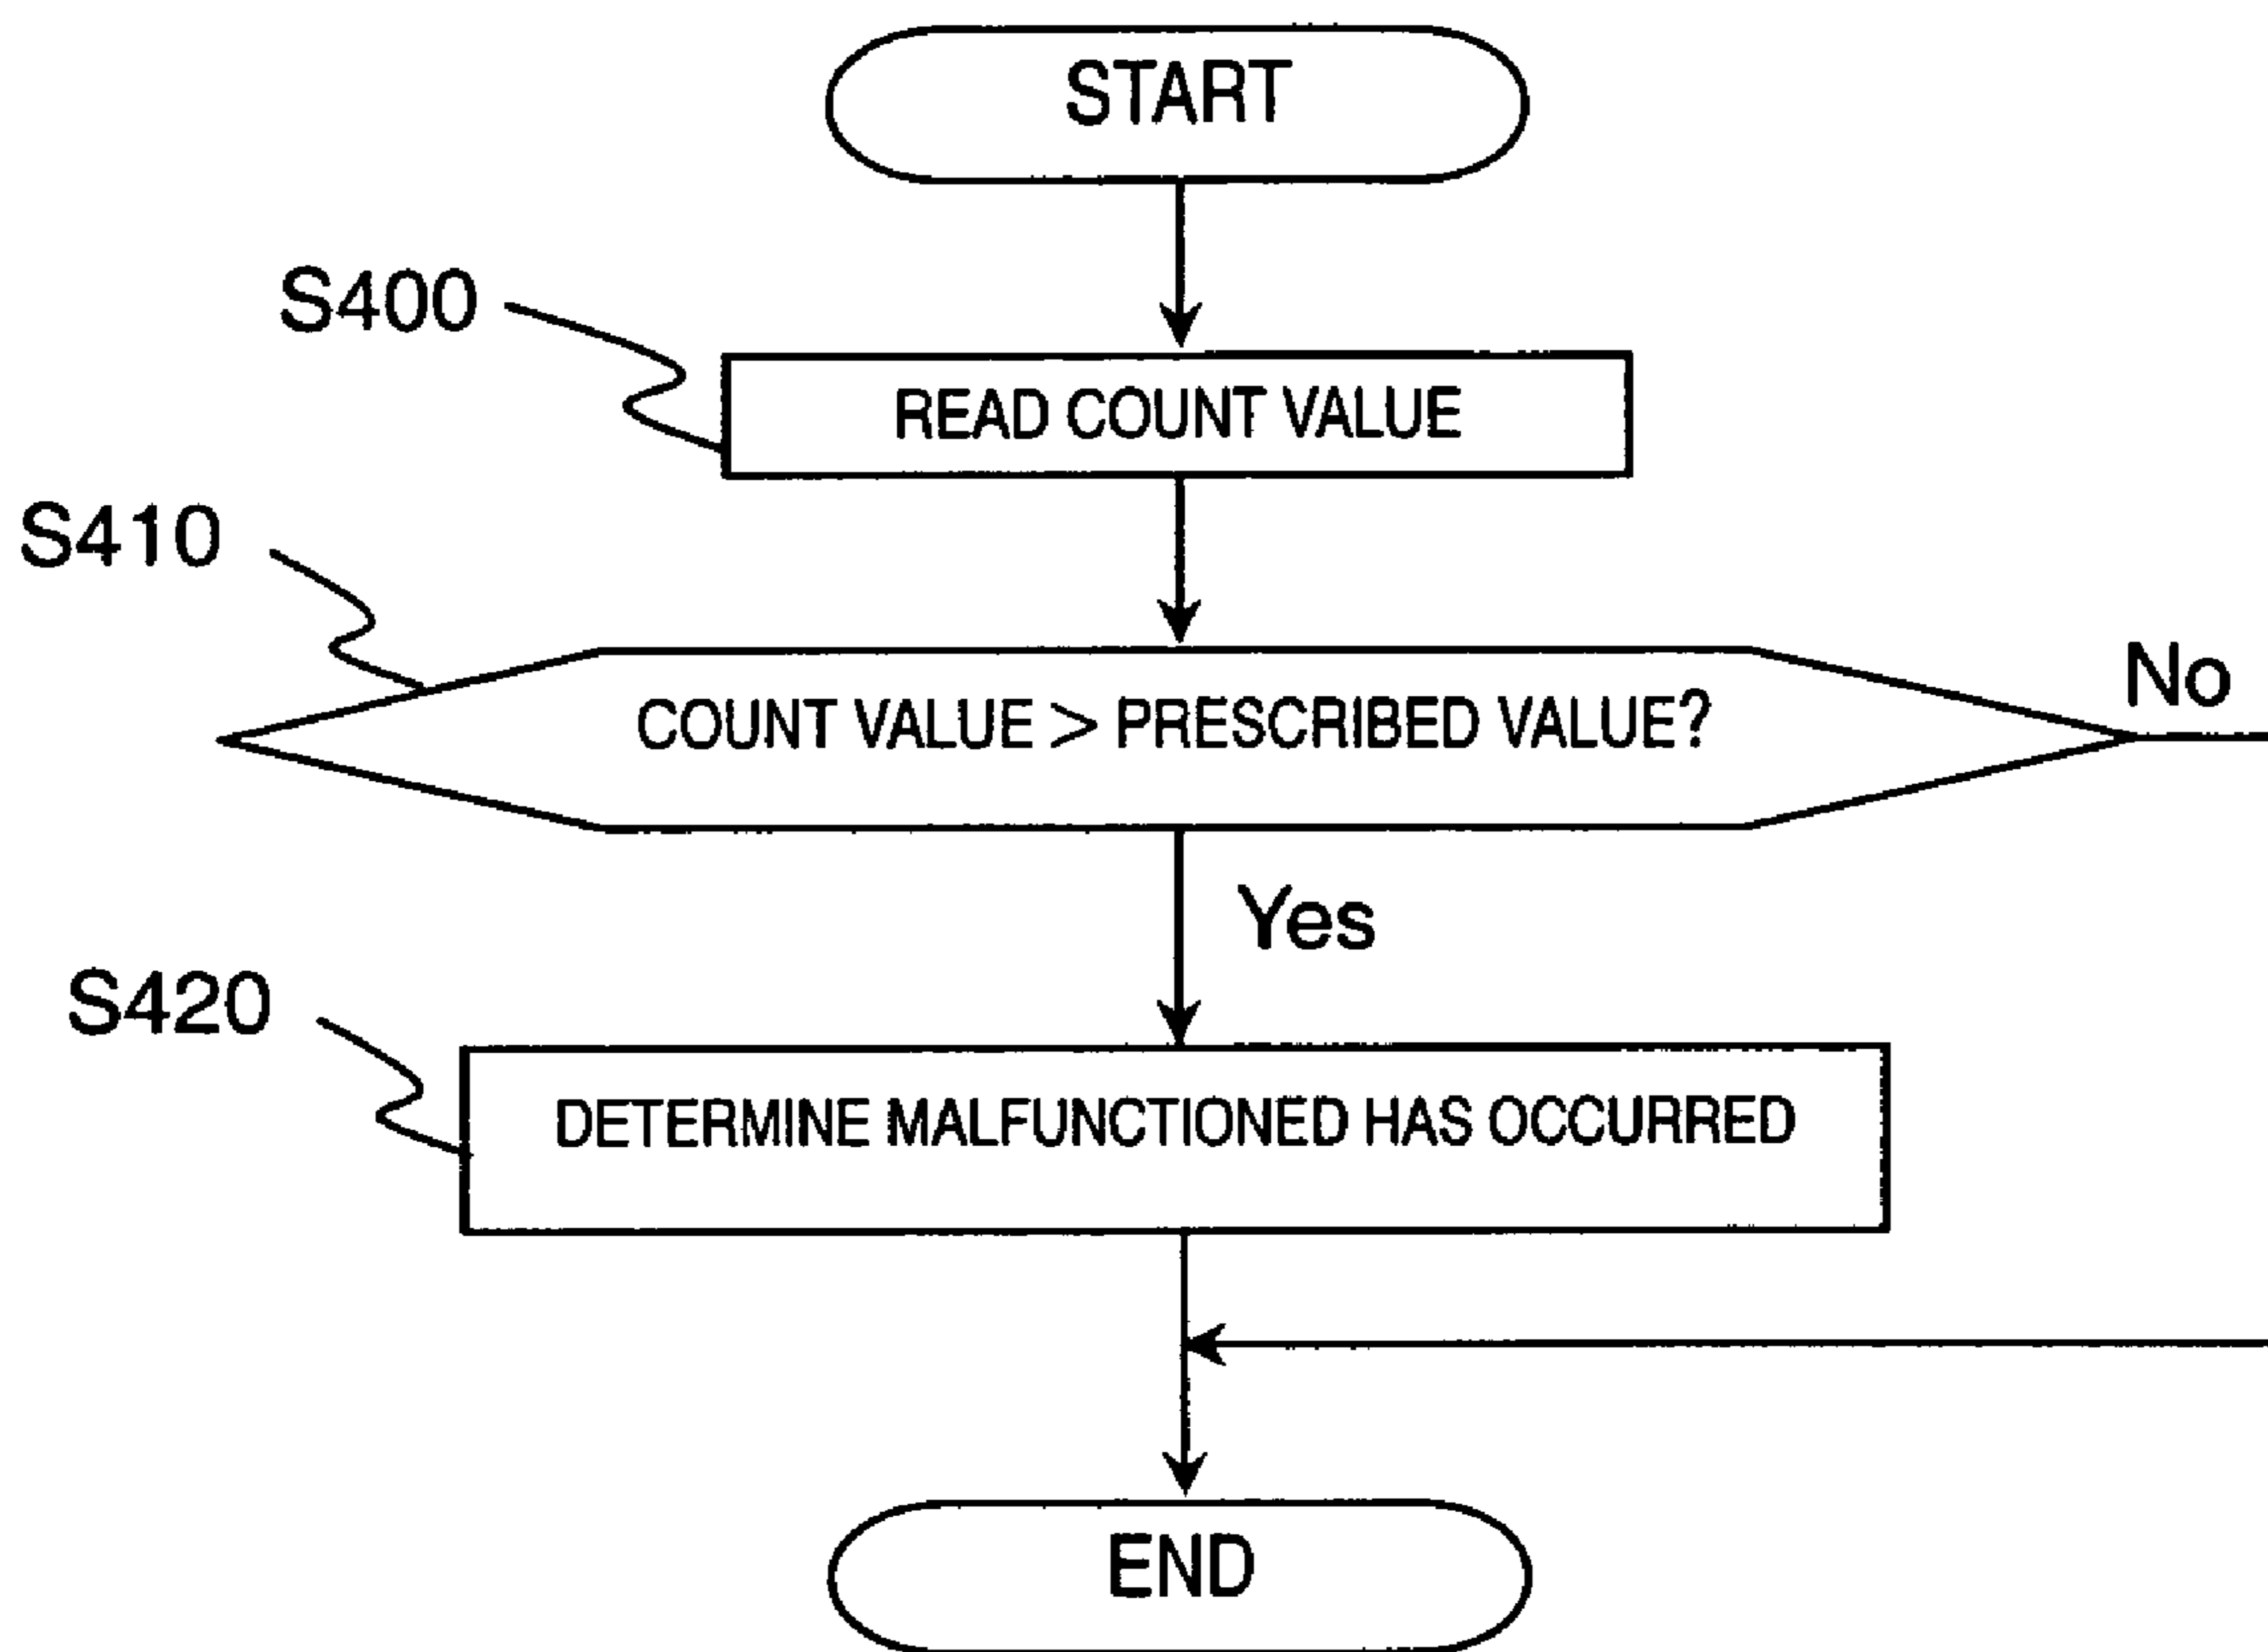 START
S400
READ COUNT VALUE
S410
COUNT VALUE > PRESCRIBED VALUE?
No
Yes
S420
DETERMINE MALFUNCTIONED HAS OCCURRED
END